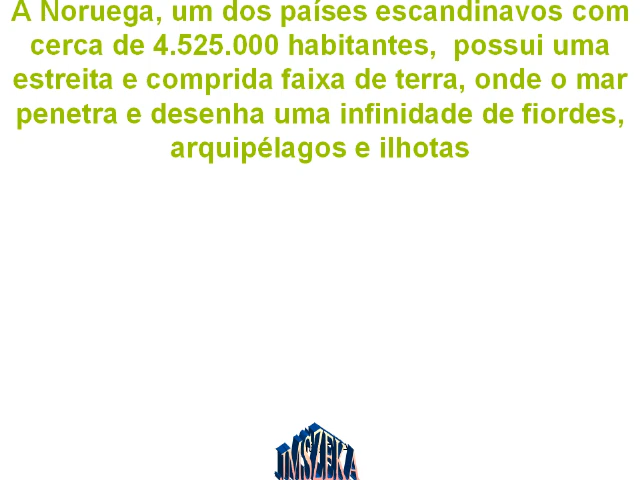 A Noruega, um dos países escandinavos com
cerca de 4.525.000 habitantes,  possui uma
estreita e comprida faixa de terra, onde o mar
penetra e desenha uma infinidade de fiordes,
arquipélagos e ilhotas
JMSZEKA